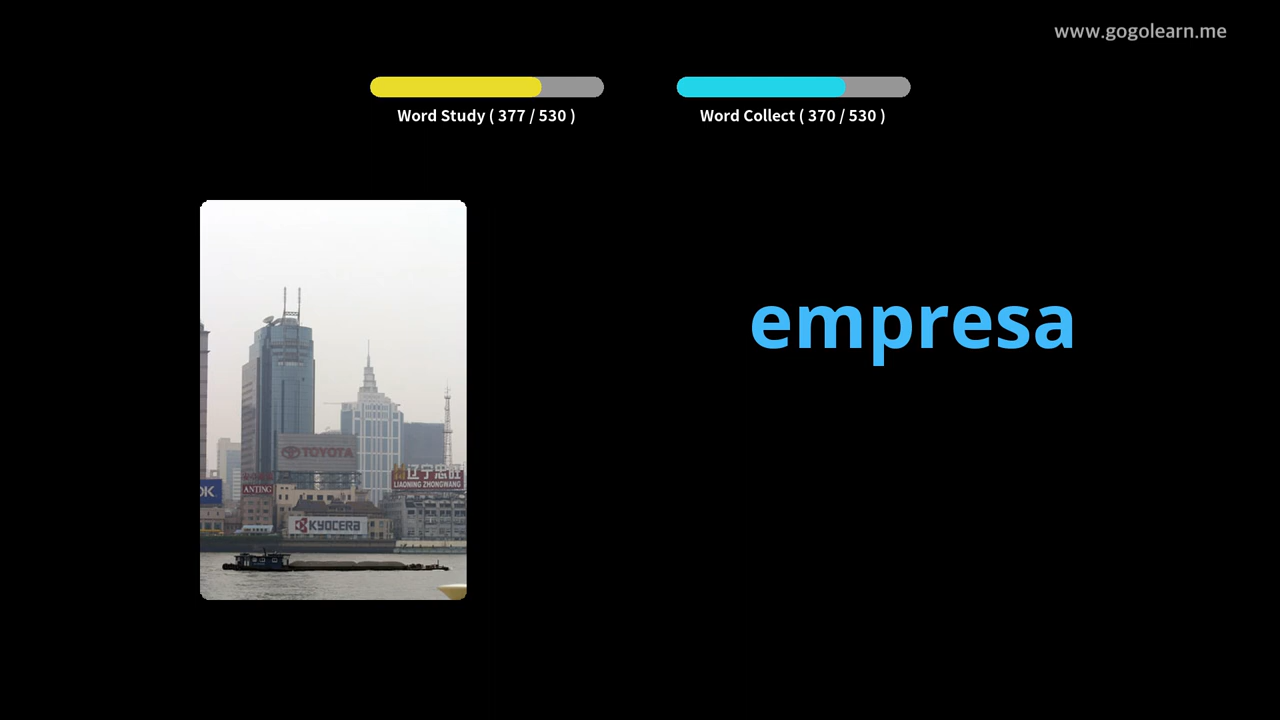 www.gogolearn.me
Word Study ( 377 / 530 )
Word Collect ( 370 / 530 )
empresa
TOYOTA
辽宁忠旺
LIAONING ZHONGWANG
ANTING
OK
KYOCERA